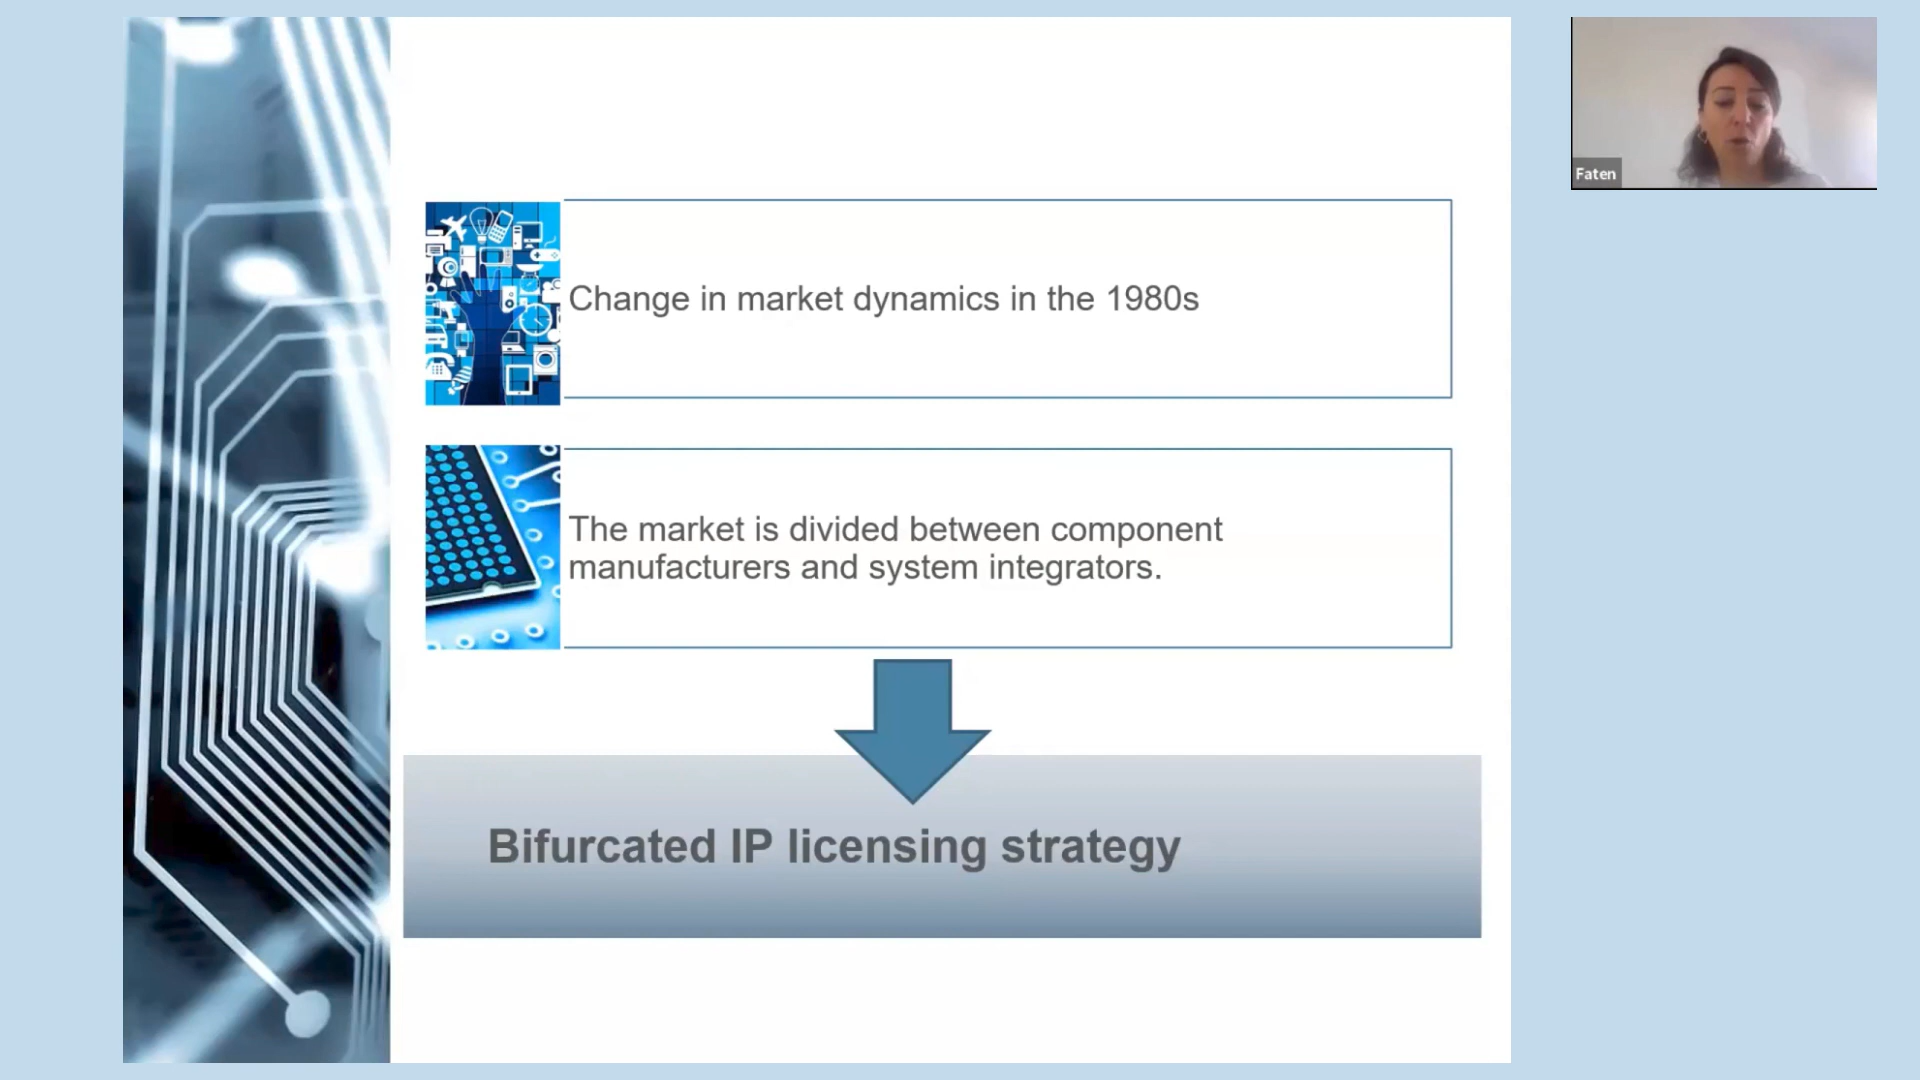 Faten
Change in market dynamics in the 1980s
The market is divided between component
manufacturers and system integrators.
Bifurcated IP licensing strategy